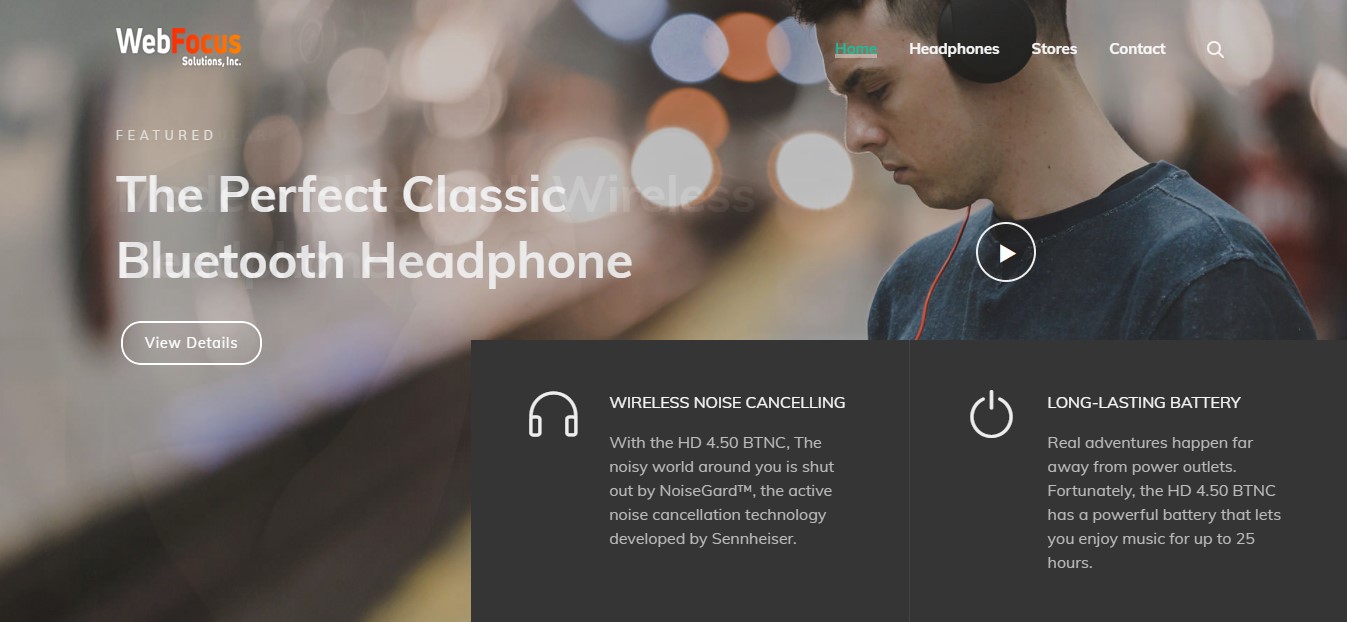 WebFocus
Solutions, Inc.
Home
Headphones
Stores
Contact
FEATURED
The Perfect Classic
Wireless
Bluetooth Headphone
View Details
WIRELESS NOISE CANCELLING
With the HD 4.50 BTNC, The
noisy world around you is shut
out by NoiseGard™, the active
noise cancellation technology
developed by Sennheiser.
LONG-LASTING BATTERY
Real adventures happen far
away from power outlets.
Fortunately, the HD 4.50 BTNC
has a powerful battery that lets
you enjoy music for up to 25
hours.